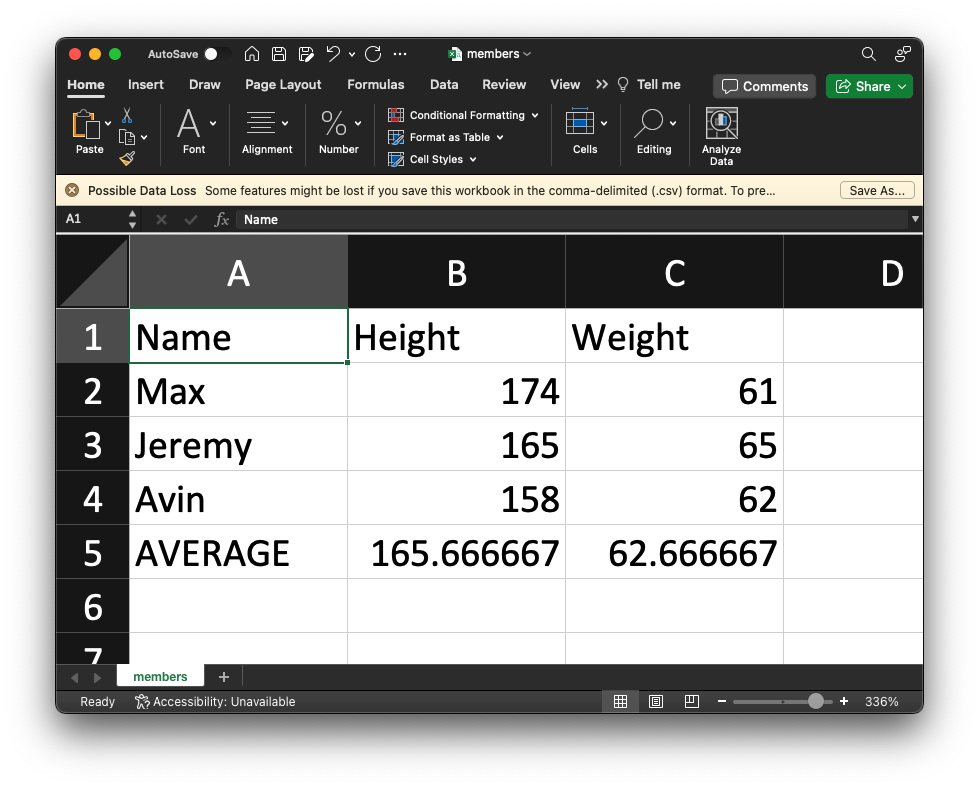 AutoSave members
Home Insert Draw Page Layout Formulas Data Review View Tell me Comments Share
Paste Font Alignment Number Conditional Formatting Format as Table Cell Styles Cells Editing Analyze Data
Possible Data Loss Some features might be lost if you save this workbook in the comma-delimited (.csv) format. To pre... Save As...
A1 fx Name
A B C D
1 Name Height Weight
2 Max 174 61
3 Jeremy 165 65
4 Avin 158 62
5 AVERAGE 165.666667 62.666667
6
7
members +
Ready Accessibility: Unavailable 336%